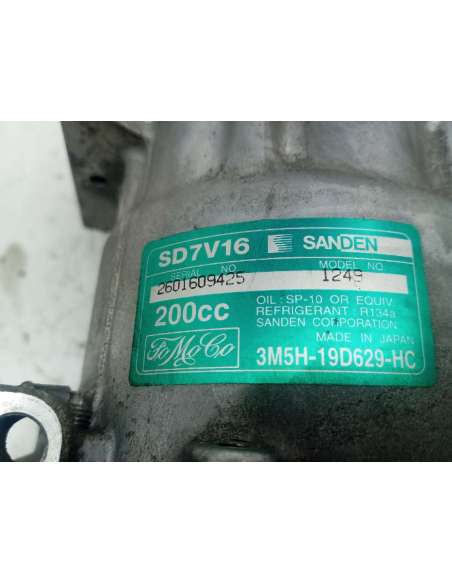 SD7V16 SANDEN
SERIAL NO. MODEL NO.
2601609425 1249
200cc OIL : SP-10 OR EQUIV.
REFRIGERANT : R134a
SANDEN CORPORATION
MADE IN JAPAN
FoMoCo 3M5H-19D629-HC